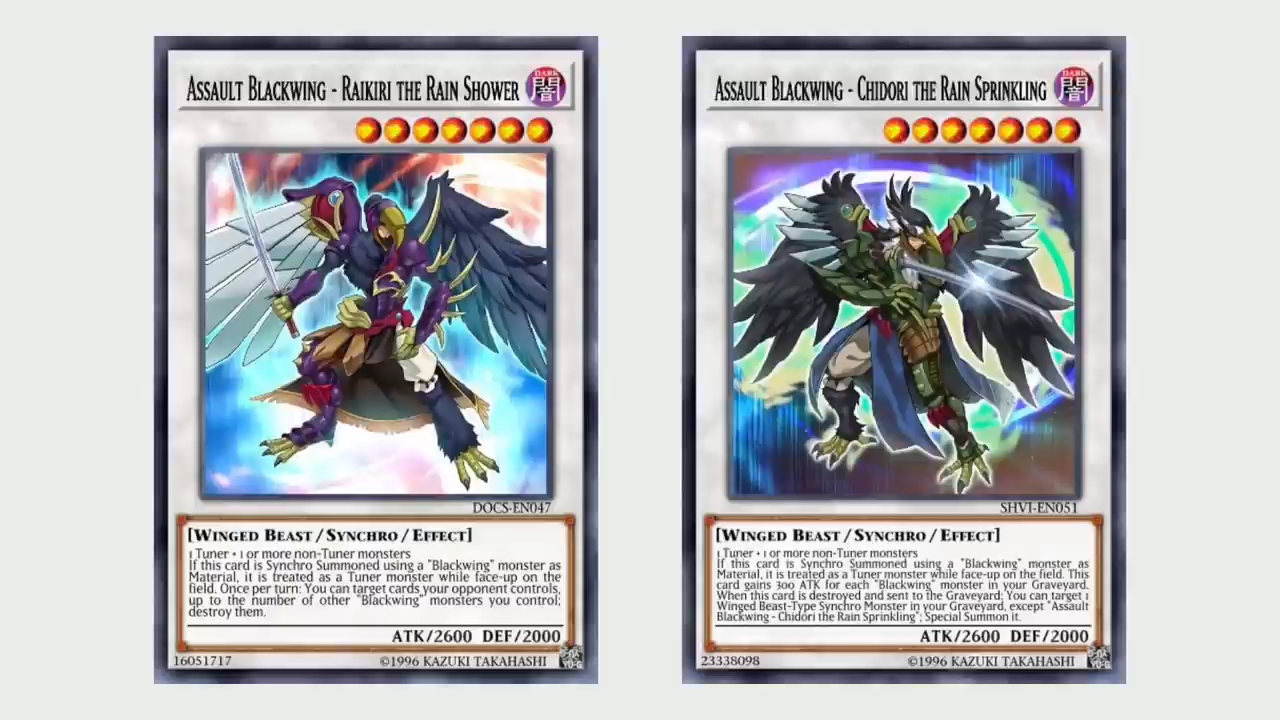 ASSAULT BLACKWING - RAIKIRI THE RAIN SHOWER
DARK
闇
DOCS-EN047
[WINGED BEAST / SYNCHRO / EFFECT]
1 Tuner + 1 or more non-Tuner monsters
If this card is Synchro Summoned using a "Blackwing" monster as
Material, it is treated as a Tuner monster while face-up on the
field. Once per turn: You can target cards your opponent controls,
up to the number of other "Blackwing" monsters you control;
destroy them.
ATK/2600 DEF/2000
16051717
©1996 KAZUKI TAKAHASHI
ASSAULT BLACKWING - CHIDORI THE RAIN SPRINKLING
DARK
闇
SHVI-EN051
[WINGED BEAST / SYNCHRO / EFFECT]
1 Tuner + 1 or more non-Tuner monsters
If this card is Synchro Summoned using a "Blackwing" monster as
Material, it is treated as a Tuner monster while face-up on the field. This
card gains 300 ATK for each "Blackwing" monster in your Graveyard.
When this card is destroyed and sent to the Graveyard: You can target 1
Winged Beast-Type Synchro Monster in your Graveyard, except "Assault
Blackwing - Chidori the Rain Sprinkling"; Special Summon it.
ATK/2600 DEF/2000
23338098
©1996 KAZUKI TAKAHASHI